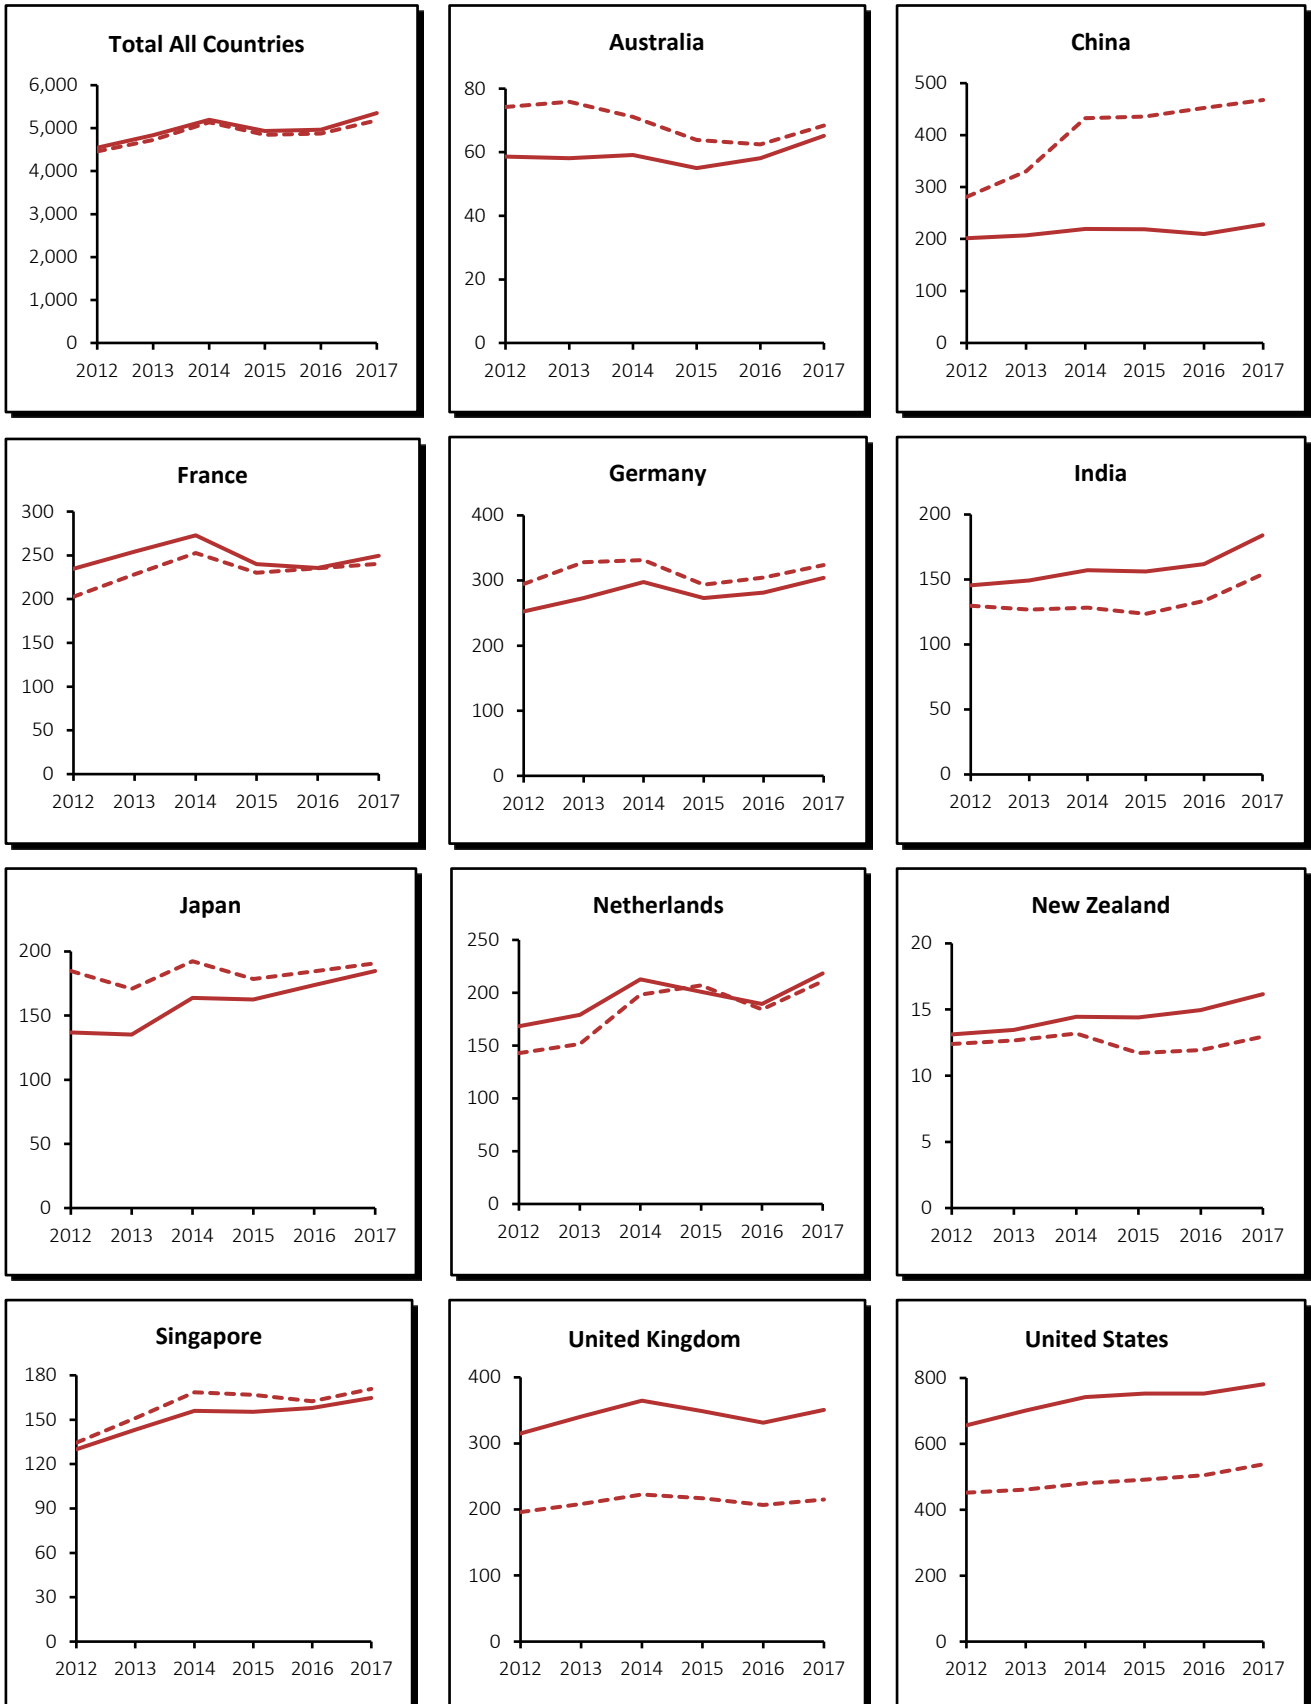 Total All Countries
6,000
5,000
4,000
3,000
2,000
1,000
0
2012 2013 2014 2015 2016 2017
Australia
80
60
40
20
0
2012 2013 2014 2015 2016 2017
China
500
400
300
200
100
0
2012 2013 2014 2015 2016 2017
France
300
250
200
150
100
50
0
2012 2013 2014 2015 2016 2017
Germany
400
300
200
100
0
2012 2013 2014 2015 2016 2017
India
200
150
100
50
0
2012 2013 2014 2015 2016 2017
Japan
200
150
100
50
0
2012 2013 2014 2015 2016 2017
Netherlands
250
200
150
100
50
0
2012 2013 2014 2015 2016 2017
New Zealand
20
15
10
5
0
2012 2013 2014 2015 2016 2017
Singapore
180
150
120
90
60
30
0
2012 2013 2014 2015 2016 2017
United Kingdom
400
300
200
100
0
2012 2013 2014 2015 2016 2017
United States
800
600
400
200
0
2012 2013 2014 2015 2016 2017